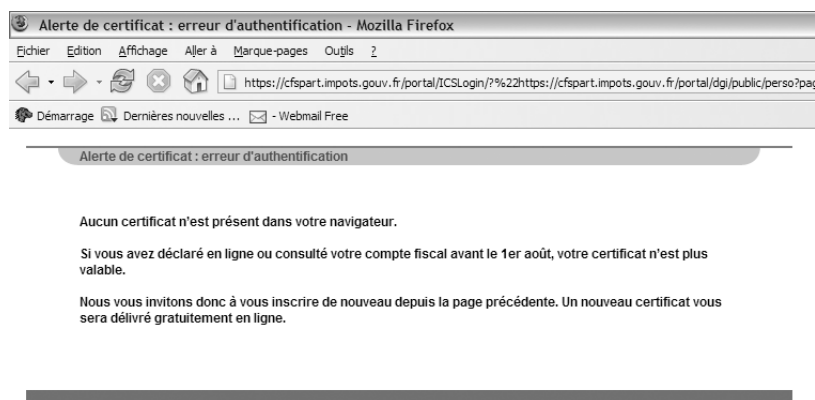 Alerte de certificat : erreur d'authentification - Mozilla Firefox
Fichier Edition Affichage Aller à Marque-pages Outils ?
https://cfspart.impots.gouv.fr/portal/ICSLogin/?%22https://cfspart.impots.gouv.fr/portal/dgi/public/perso?pag
Démarrage Dernières nouvelles ... - Webmail Free
Alerte de certificat : erreur d'authentification
Aucun certificat n'est présent dans votre navigateur.
Si vous avez déclaré en ligne ou consulté votre compte fiscal avant le 1er août, votre certificat n'est plus
valable.
Nous vous invitons donc à vous inscrire de nouveau depuis la page précédente. Un nouveau certificat vous
sera délivré gratuitement en ligne.